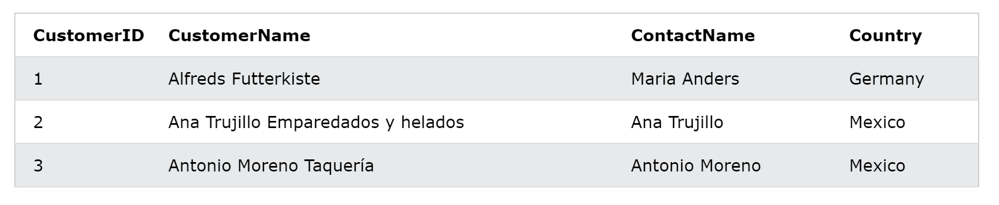 CustomerID CustomerName ContactName Country
1 Alfreds Futterkiste Maria Anders Germany
2 Ana Trujillo Emparedados y helados Ana Trujillo Mexico
3 Antonio Moreno Taquería Antonio Moreno Mexico